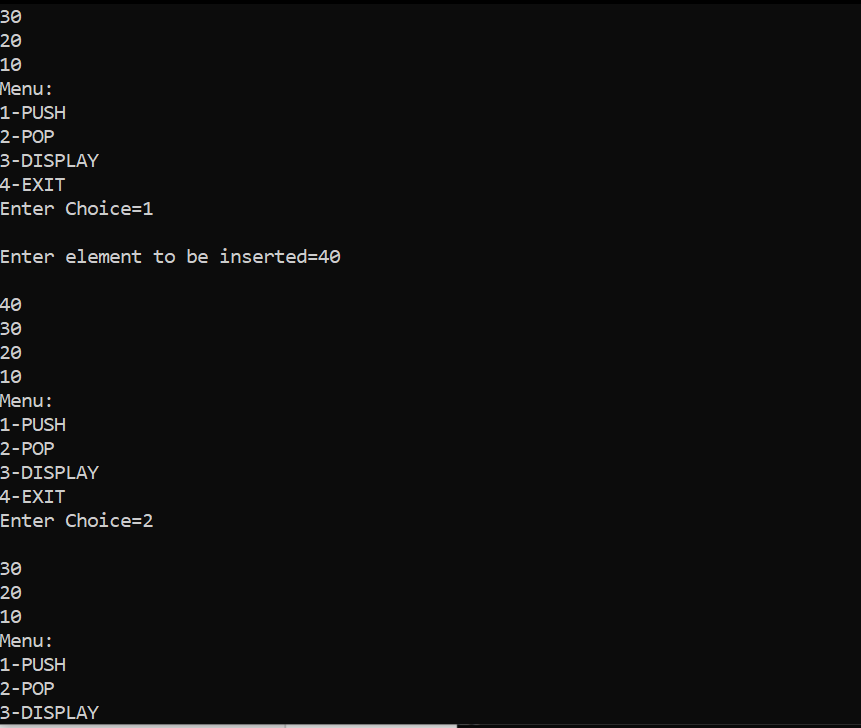 30
20
10
Menu:
1-PUSH
2-POP
3-DISPLAY
4-EXIT
Enter Choice=1
Enter element to be inserted=40
40
30
20
10
Menu:
1-PUSH
2-POP
3-DISPLAY
4-EXIT
Enter Choice=2
30
20
10
Menu:
1-PUSH
2-POP
3-DISPLAY